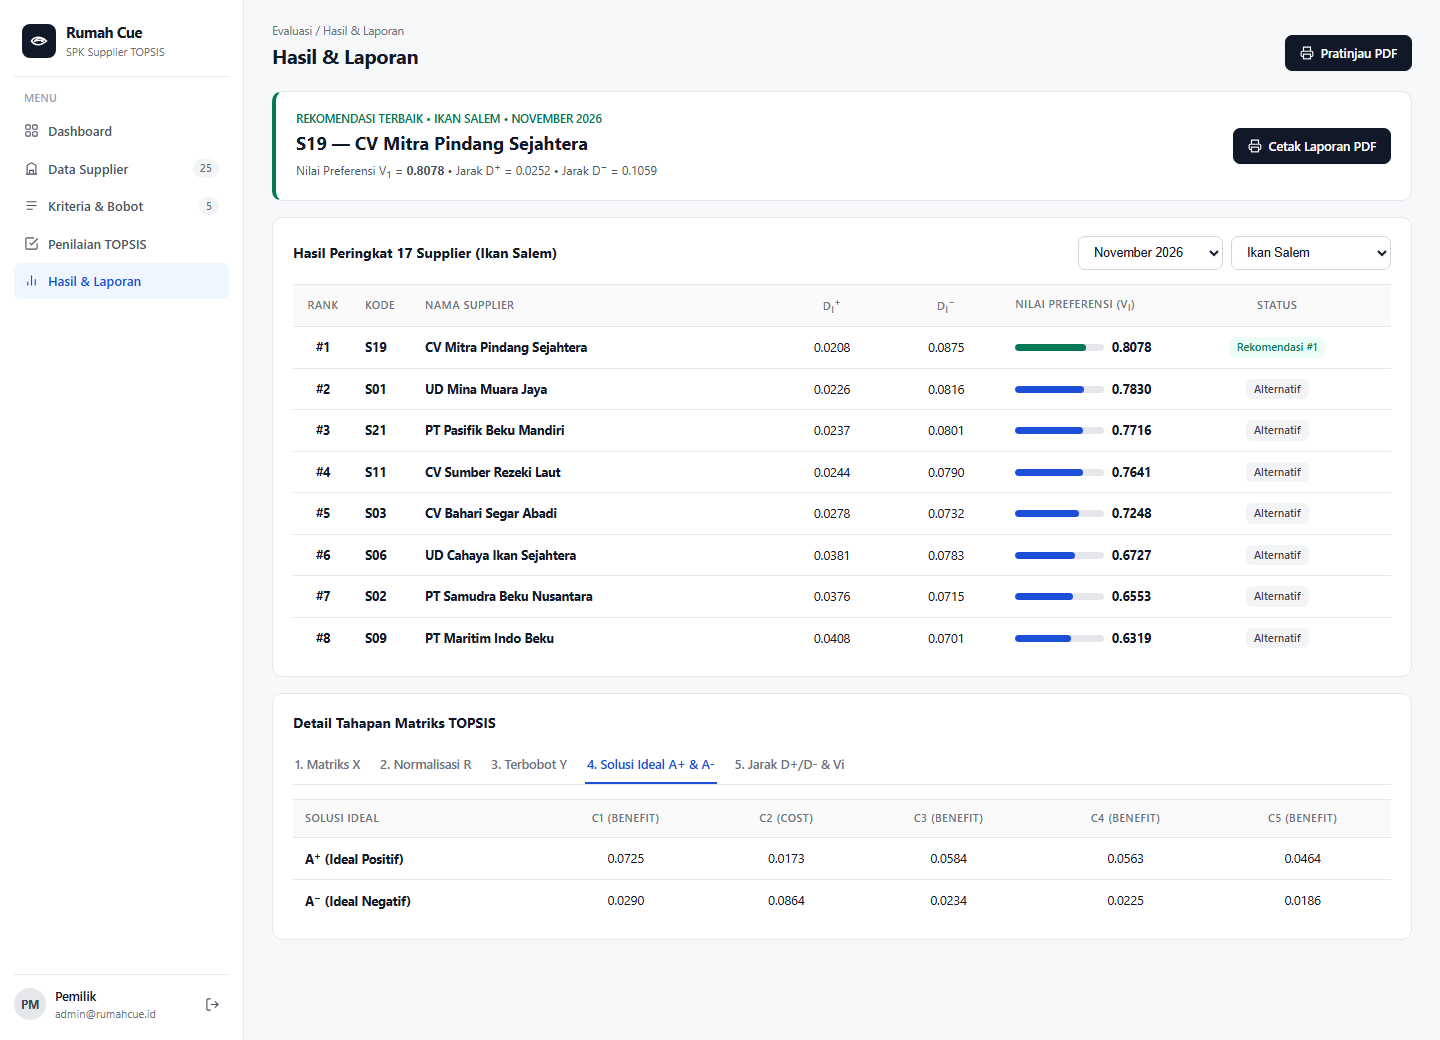 Rumah Cue
SPK Supplier TOPSIS
MENU
Dashboard
Data Supplier 25
Kriteria & Bobot 5
Penilaian TOPSIS
Hasil & Laporan
PM
Pemilik
admin@rumahcue.id
Evaluasi / Hasil & Laporan
Hasil & Laporan
Pratinjau PDF
REKOMENDASI TERBAIK • IKAN SALEM • NOVEMBER 2026
S19 — CV Mitra Pindang Sejahtera
Nilai Preferensi V₁ = 0.8078 • Jarak D⁺ = 0.0252 • Jarak D⁻ = 0.1059
Cetak Laporan PDF
Hasil Peringkat 17 Supplier (Ikan Salem)
November 2026
Ikan Salem
RANK KODE NAMA SUPPLIER D_I⁺ D_I⁻ NILAI PREFERENSI (V_I) STATUS
#1 S19 CV Mitra Pindang Sejahtera 0.0208 0.0875 0.8078 Rekomendasi #1
#2 S01 UD Mina Muara Jaya 0.0226 0.0816 0.7830 Alternatif
#3 S21 PT Pasifik Beku Mandiri 0.0237 0.0801 0.7716 Alternatif
#4 S11 CV Sumber Rezeki Laut 0.0244 0.0790 0.7641 Alternatif
#5 S03 CV Bahari Segar Abadi 0.0278 0.0732 0.7248 Alternatif
#6 S06 UD Cahaya Ikan Sejahtera 0.0381 0.0783 0.6727 Alternatif
#7 S02 PT Samudra Beku Nusantara 0.0376 0.0715 0.6553 Alternatif
#8 S09 PT Maritim Indo Beku 0.0408 0.0701 0.6319 Alternatif
Detail Tahapan Matriks TOPSIS
1. Matriks X 2. Normalisasi R 3. Terbobot Y 4. Solusi Ideal A+ & A- 5. Jarak D+/D- & Vi
SOLUSI IDEAL C1 (BENEFIT) C2 (COST) C3 (BENEFIT) C4 (BENEFIT) C5 (BENEFIT)
A⁺ (Ideal Positif) 0.0725 0.0173 0.0584 0.0563 0.0464
A⁻ (Ideal Negatif) 0.0290 0.0864 0.0234 0.0225 0.0186